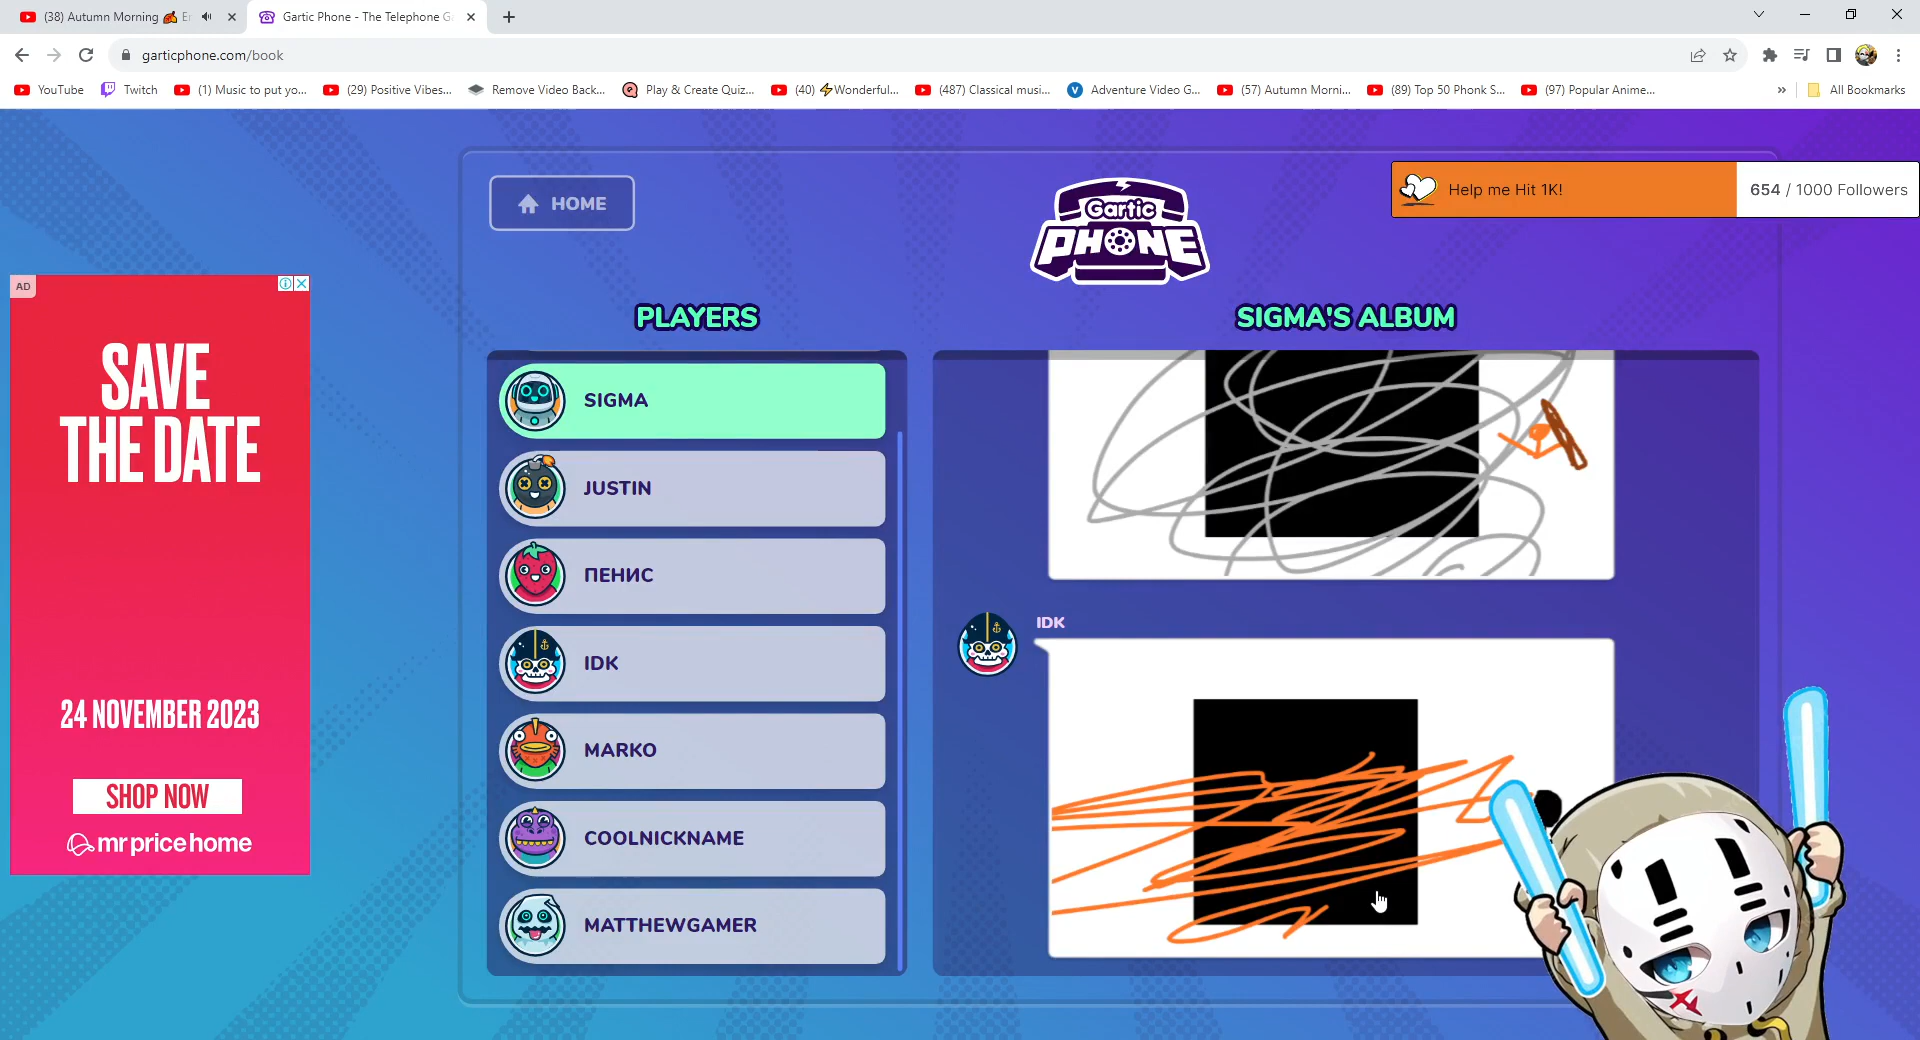 (38) Autumn Morning 🍂 Er
Gartic Phone - The Telephone G
garticphone.com/book
YouTube
Twitch
(1) Music to put yo...
(29) Positive Vibes...
Remove Video Back...
Play & Create Quiz...
(40) ⚡Wonderful...
(487) Classical musi...
Adventure Video G...
(57) Autumn Morni...
(89) Top 50 Phonk S...
(97) Popular Anime...
»
All Bookmarks
HOME
Gartic
PHONE
Help me Hit 1K!
654 / 1000 Followers
AD
SAVE
THE DATE
24 NOVEMBER 2023
SHOP NOW
mr price home
PLAYERS
SIGMA
JUSTIN
ПЕНИС
IDK
MARKO
COOLNICKNAME
MATTHEWGAMER
SIGMA'S ALBUM
IDK